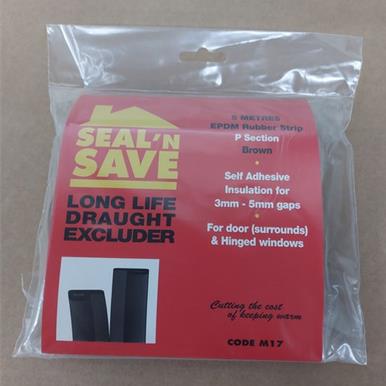 SEAL'N
SAVE
LONG LIFE
DRAUGHT
EXCLUDER
5 METRES
EPDM Rubber Strip
P Section
Brown
Self Adhesive
Insulation for
3mm - 5mm gaps
For door (surrounds)
& Hinged windows
Cutting the cost
of keeping warm
CODE M17